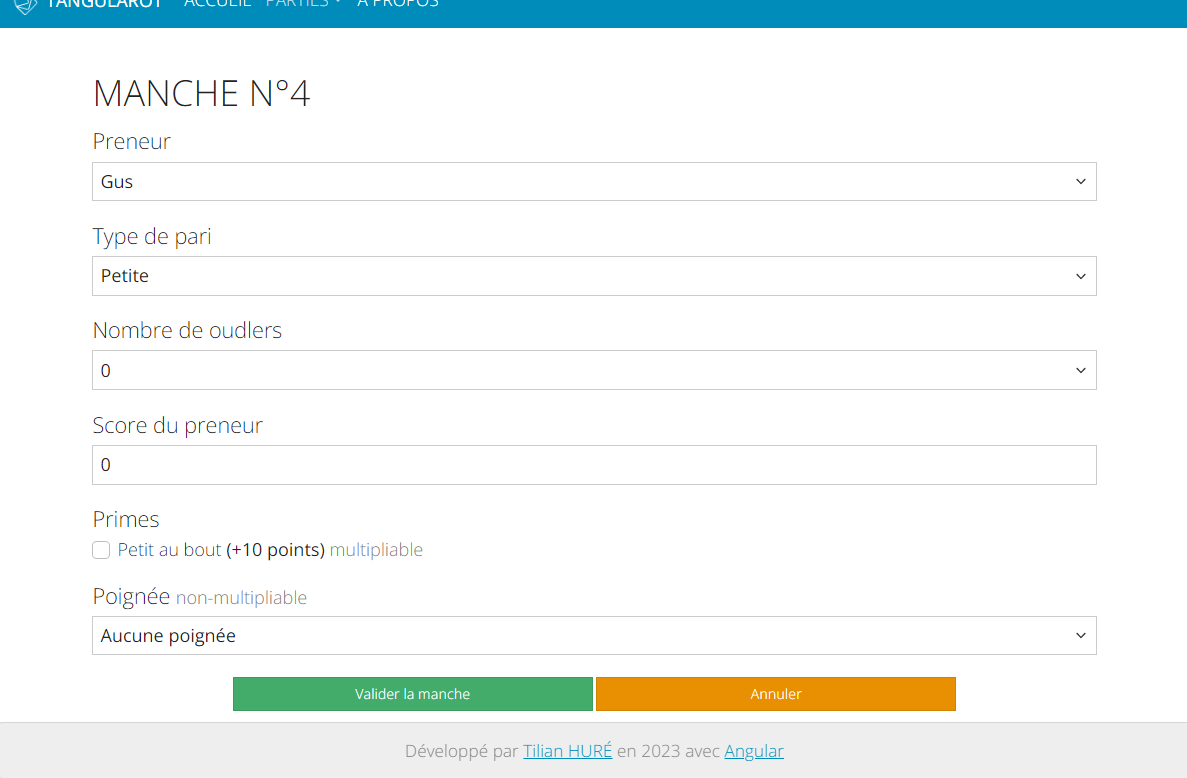 TANGULAROT ACCUEIL PARTIES À PROPOS
MANCHE N°4
Preneur
Gus
Type de pari
Petite
Nombre de oudlers
0
Score du preneur
0
Primes
Petit au bout (+10 points) multipliable
Poignée non-multipliable
Aucune poignée
Valider la manche Annuler
Développé par Tilian HURÉ en 2023 avec Angular